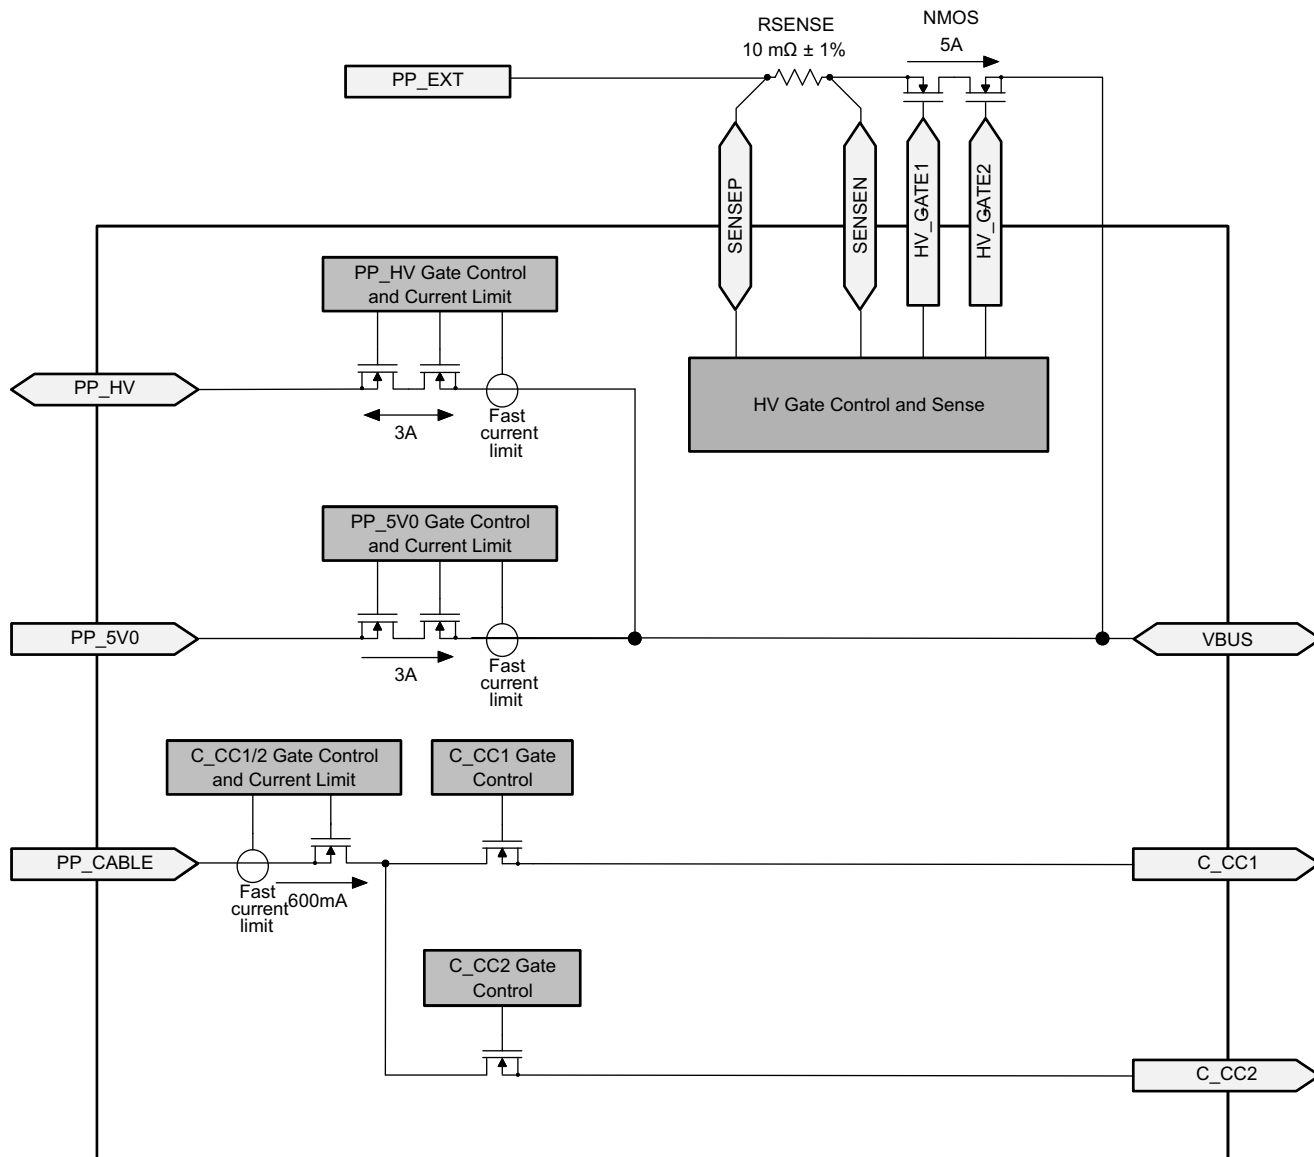 RSENSE
10 mΩ ± 1%
NMOS
5A
PP_EXT
SENSEP
SENSEN
HV_GATE1
HV_GATE2
PP_HV Gate Control
and Current Limit
PP_HV
3A
Fast
current
limit
HV Gate Control and Sense
PP_5V0 Gate Control
and Current Limit
PP_5V0
3A
Fast
current
limit
VBUS
C_CC1/2 Gate Control
and Current Limit
C_CC1 Gate
Control
PP_CABLE
Fast
current
limit
600mA
C_CC1
C_CC2 Gate
Control
C_CC2